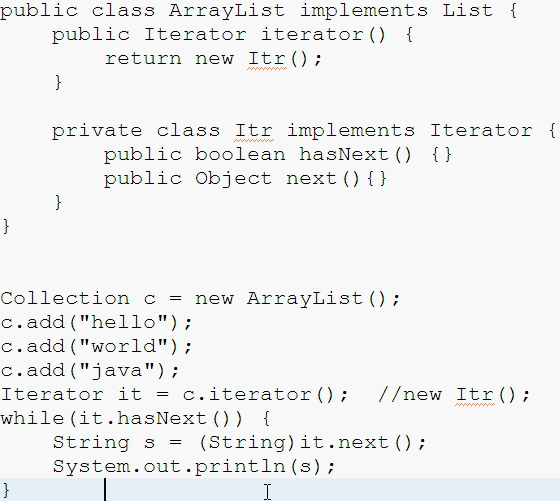 public class ArrayList implements List {
    public Iterator iterator() {
        return new Itr();
    }

    private class Itr implements Iterator {
        public boolean hasNext() {}
        public Object next(){}
    }
}


Collection c = new ArrayList();
c.add("hello");
c.add("world");
c.add("java");
Iterator it = c.iterator();  //new Itr();
while(it.hasNext()) {
    String s = (String)it.next();
    System.out.println(s);
}